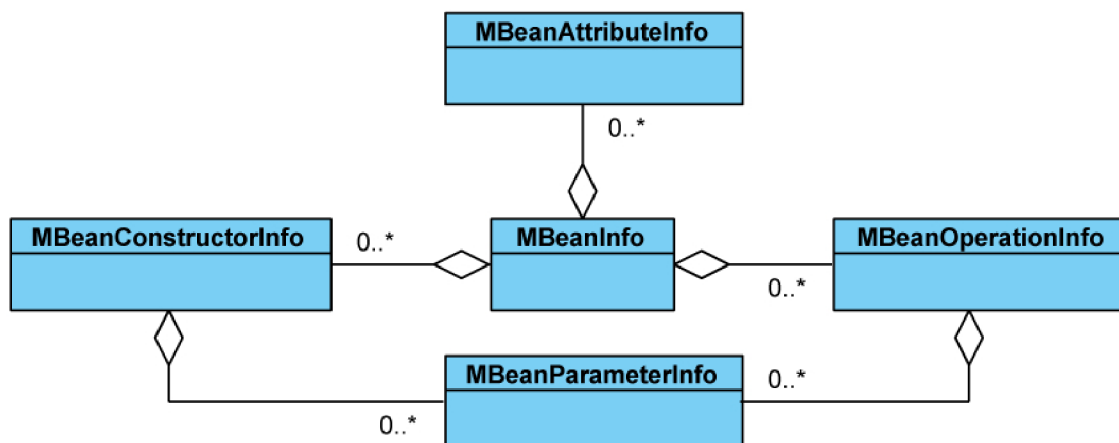 MBeanAttributeInfo
0..*
MBeanConstructorInfo
0..*
MBeanInfo
0..*
MBeanOperationInfo
0..*
MBeanParameterInfo
0..*